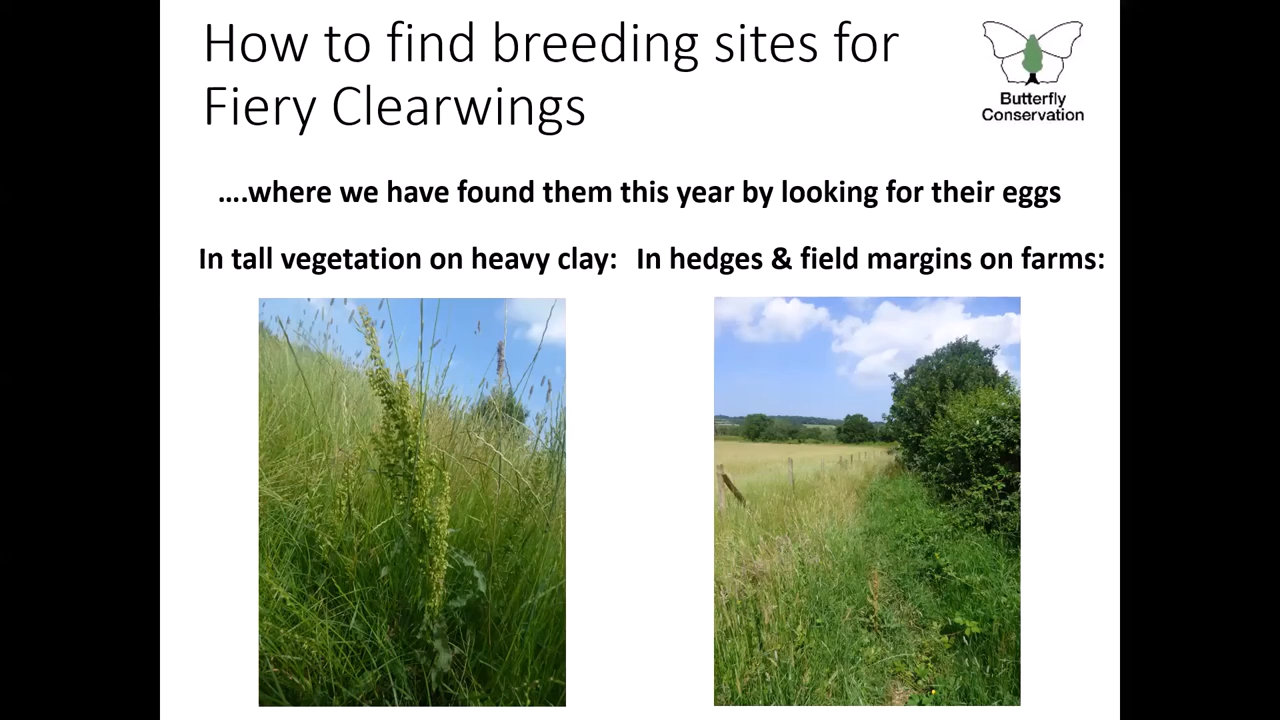 How to find breeding sites for
Fiery Clearwings
Butterfly
Conservation
….where we have found them this year by looking for their eggs
In tall vegetation on heavy clay:
In hedges & field margins on farms: